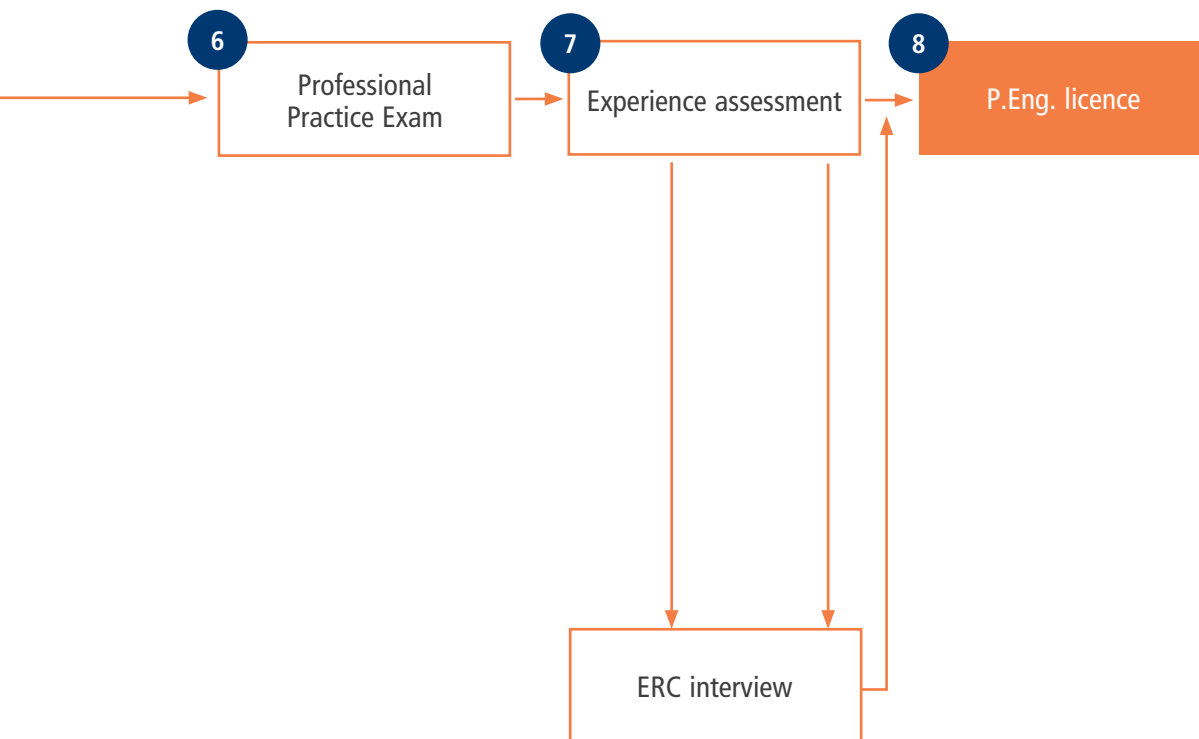 6
Professional
Practice Exam
7
Experience assessment
8
P.Eng. licence
ERC interview